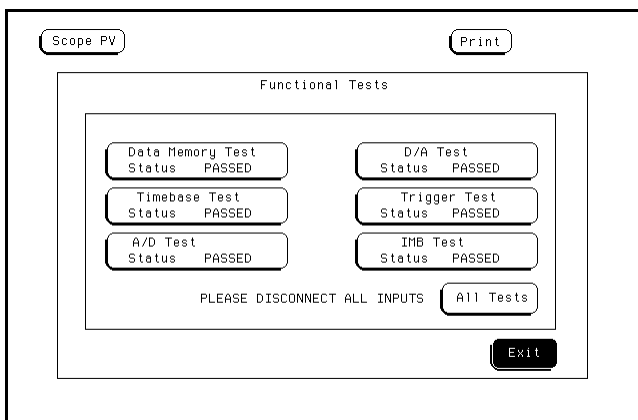 Scope PV
Print
Functional Tests
Data Memory Test
Status PASSED
D/A Test
Status PASSED
Timebase Test
Status PASSED
Trigger Test
Status PASSED
A/D Test
Status PASSED
IMB Test
Status PASSED
PLEASE DISCONNECT ALL INPUTS
All Tests
Exit